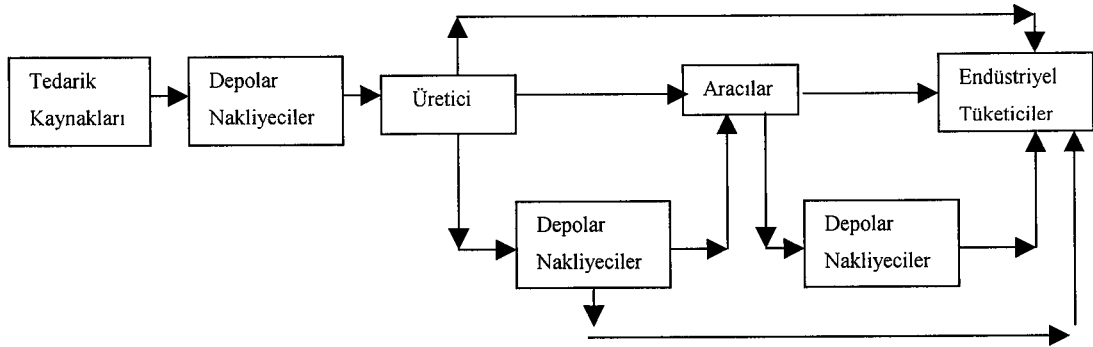 Tedarik
Kaynakları
Depolar
Nakliyeciler
Üretici
Aracılar
Endüstriyel
Tüketiciler
Depolar
Nakliyeciler
Depolar
Nakliyeciler